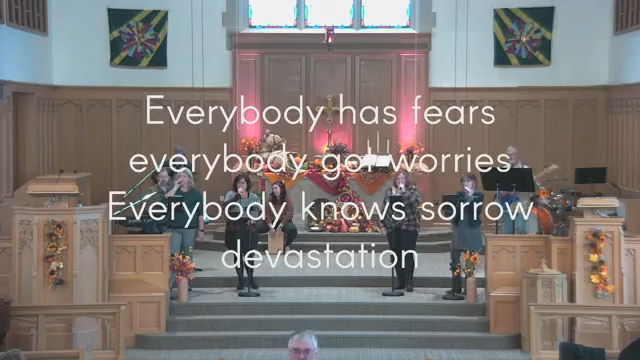 Everybody has fears
everybody got worries
Everybody knows sorrow
devastation